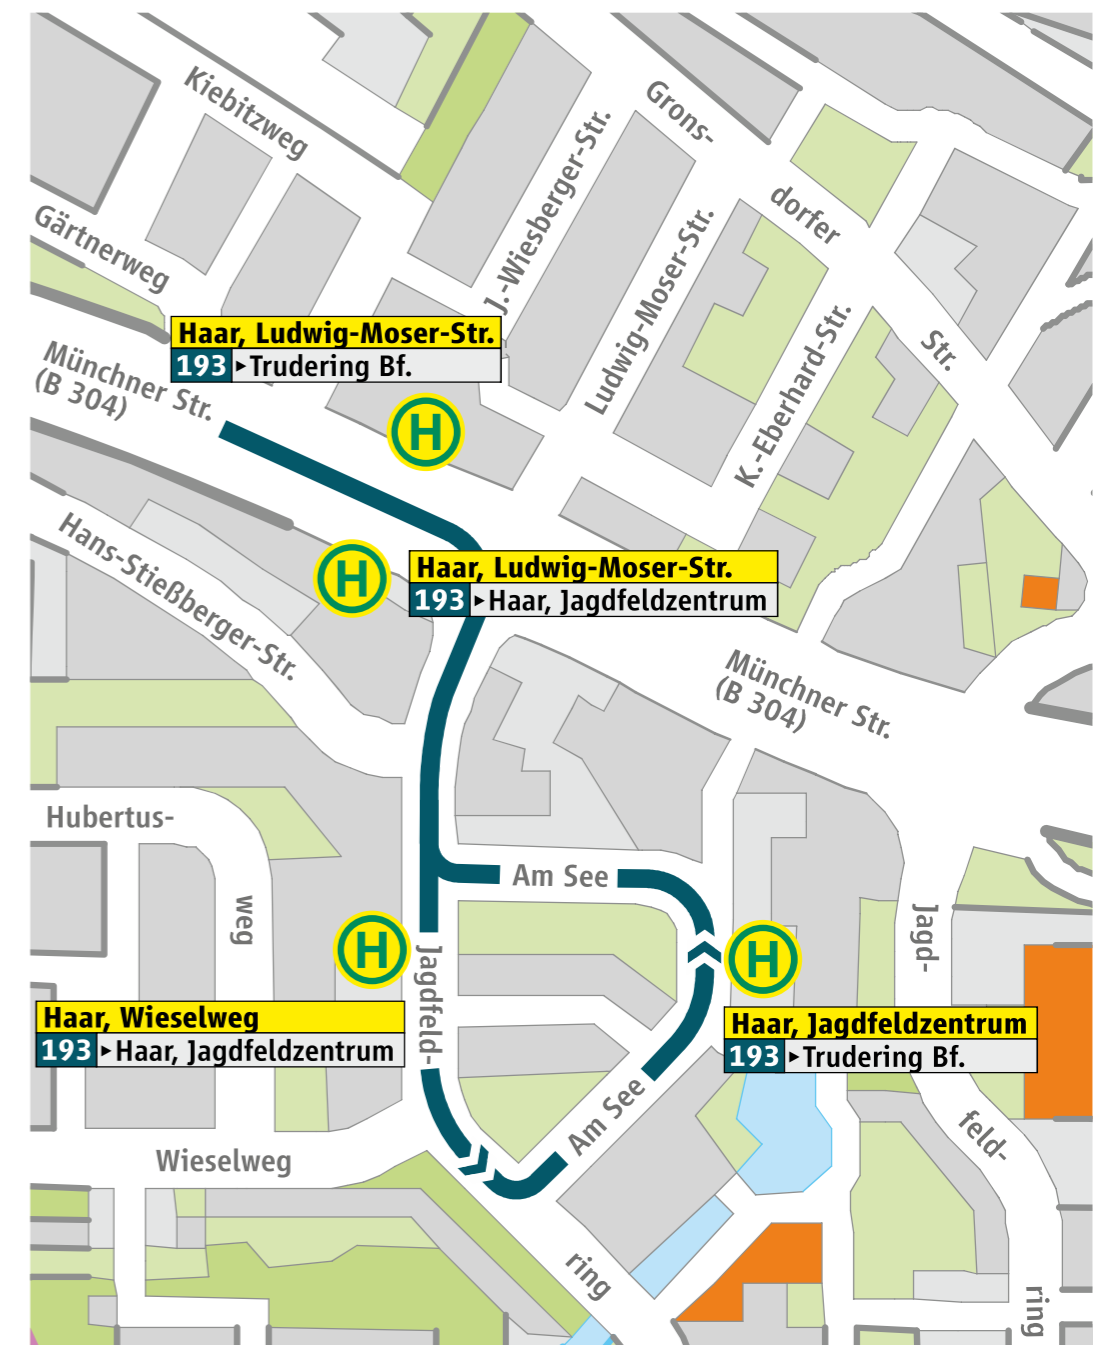 Kiebitzweg
Grons-
dorfer
Str.
J.-Wiesberger-Str.
Gärtnerweg
Ludwig-Moser-Str.
K.-Eberhard-Str.
Haar, Ludwig-Moser-Str.
193 ▸ Trudering Bf.
Münchner Str.
(B 304)
H
Hans-Stießberger-Str.
H
Haar, Ludwig-Moser-Str.
193 ▸ Haar, Jagdfeldzentrum
Münchner Str.
(B 304)
Hubertus-
weg
Am See
Jagd-
feld-
ring
H
Jagdfeld-
ring
H
Haar, Wieselweg
193 ▸ Haar, Jagdfeldzentrum
Haar, Jagdfeldzentrum
193 ▸ Trudering Bf.
Am See
Wieselweg